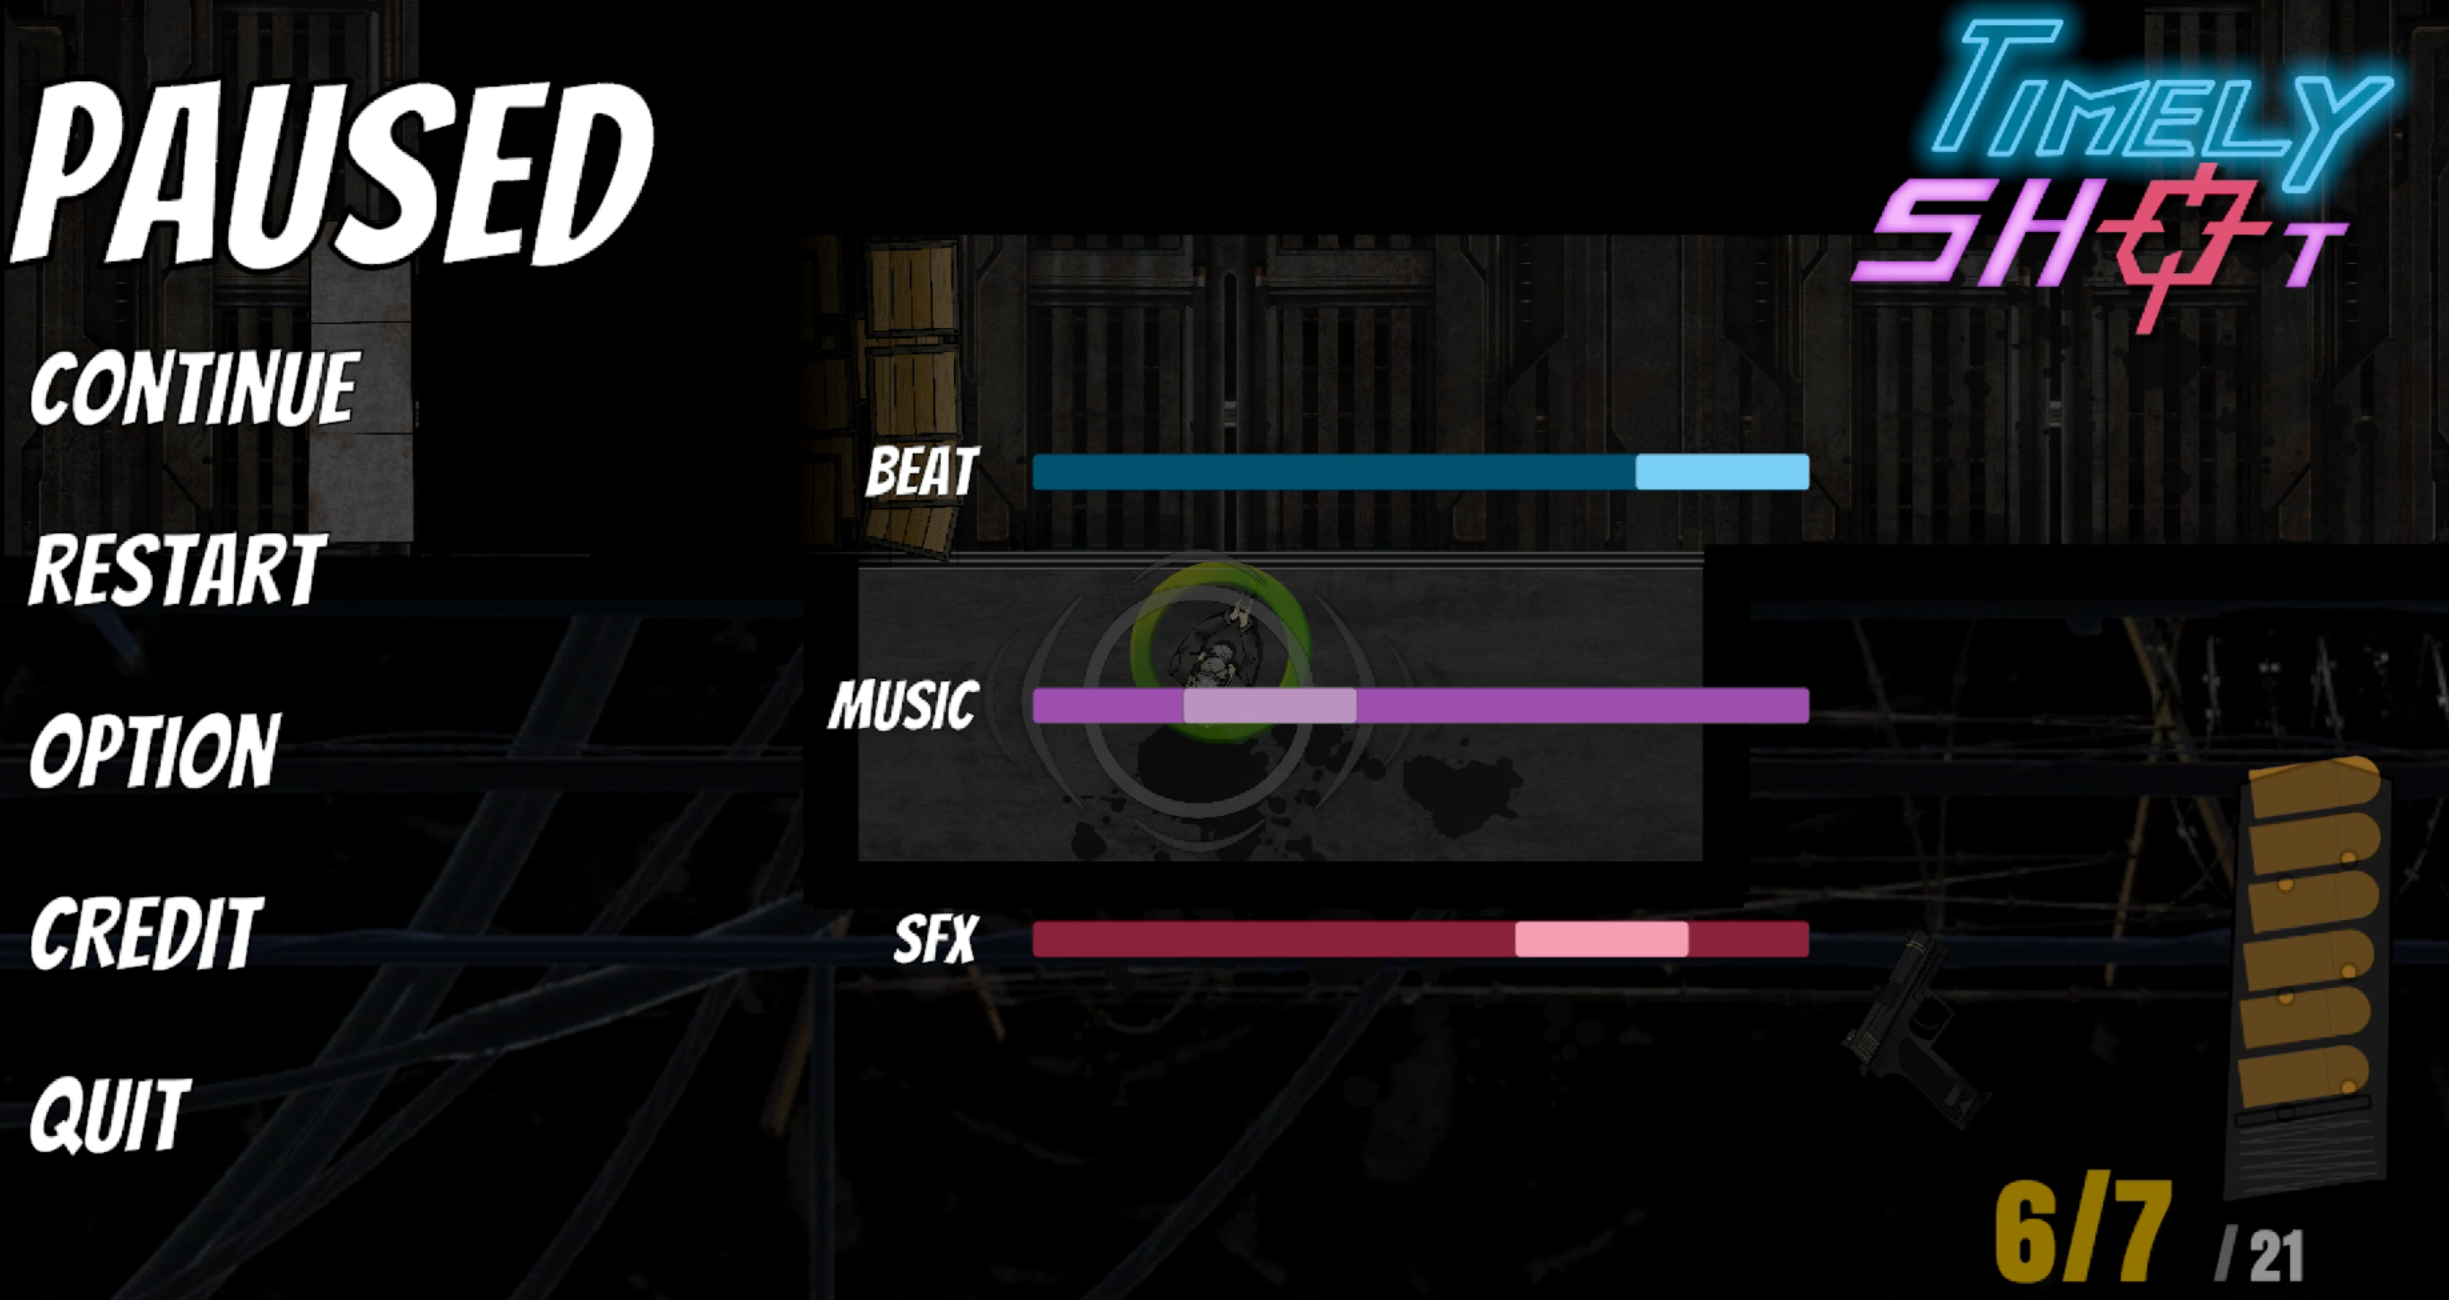 PAUSED
TIMELY
SHOT
CONTINUE
RESTART
OPTION
CREDIT
QUIT
BEAT
MUSIC
SFX
6/7 / 21